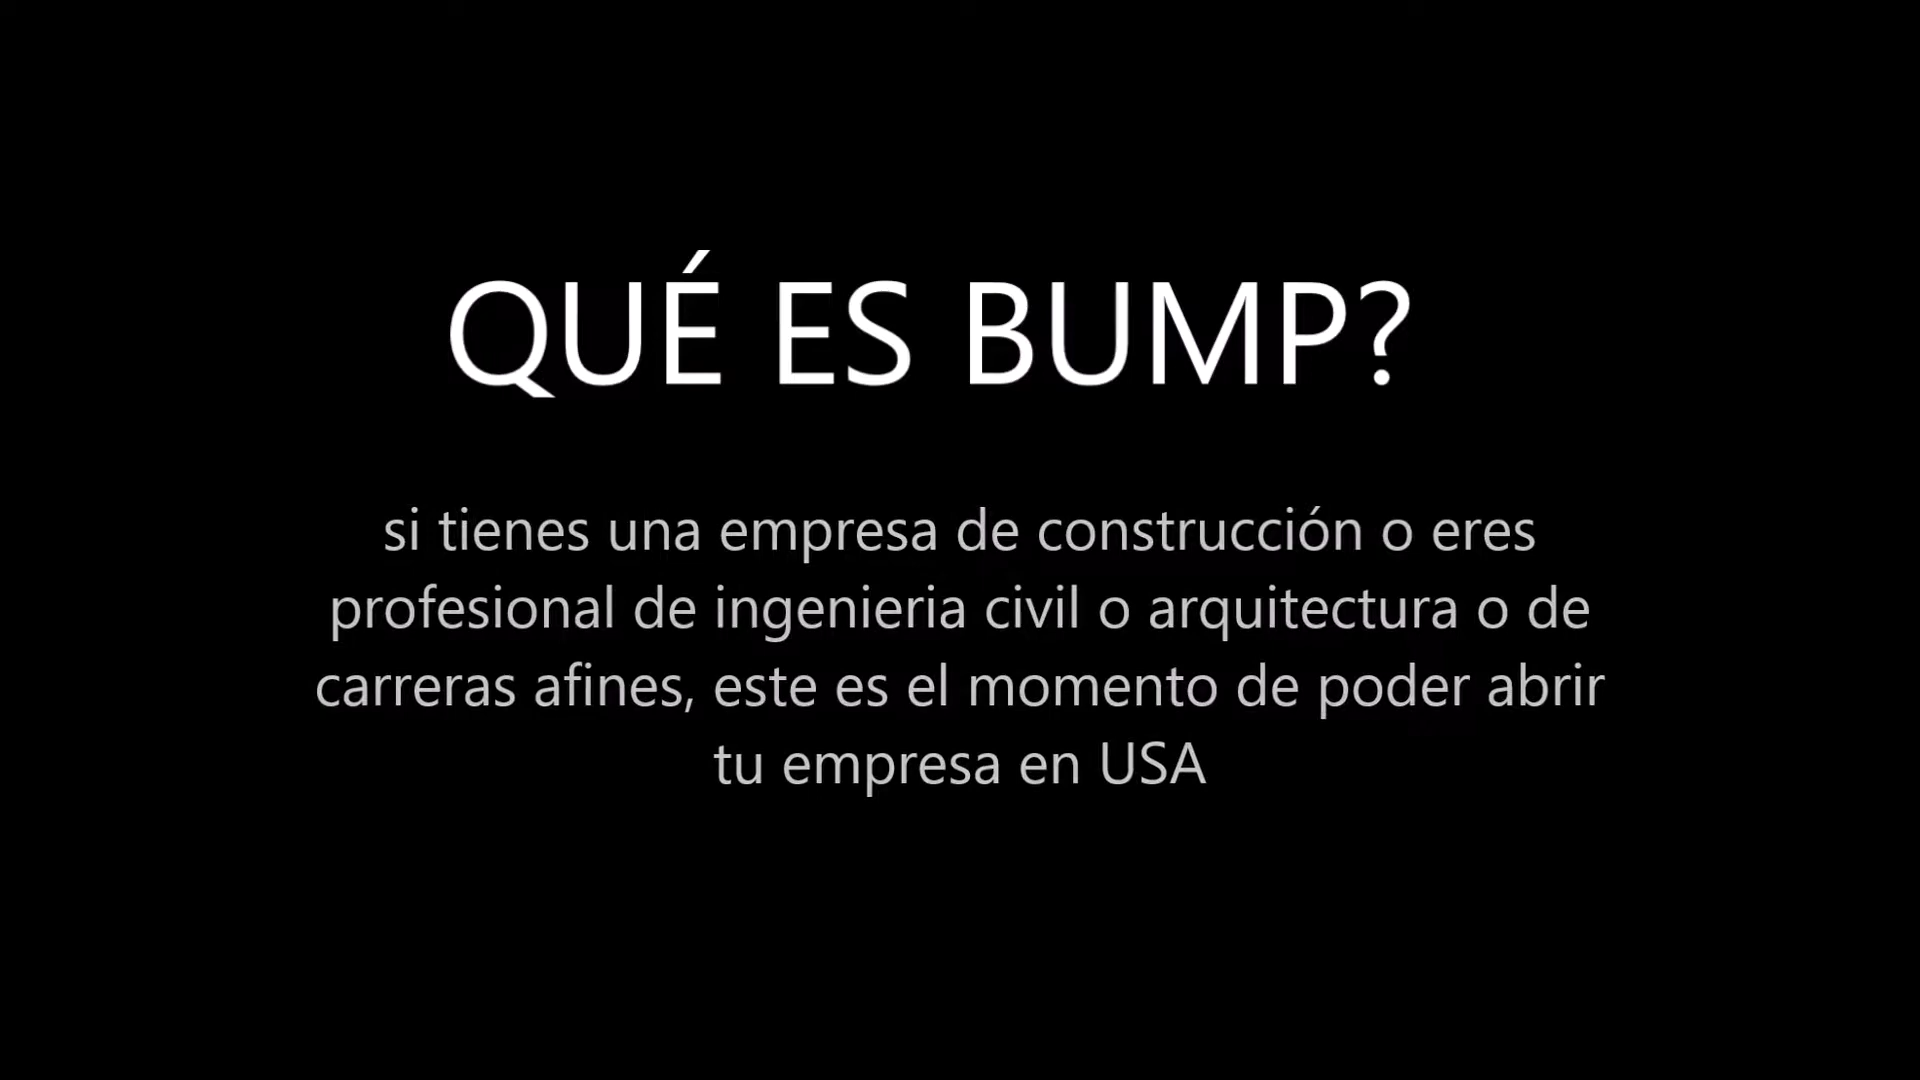 QUÉ ES BUMP?
si tienes una empresa de construcción o eres
profesional de ingenieria civil o arquitectura o de
carreras afines, este es el momento de poder abrir
tu empresa en USA